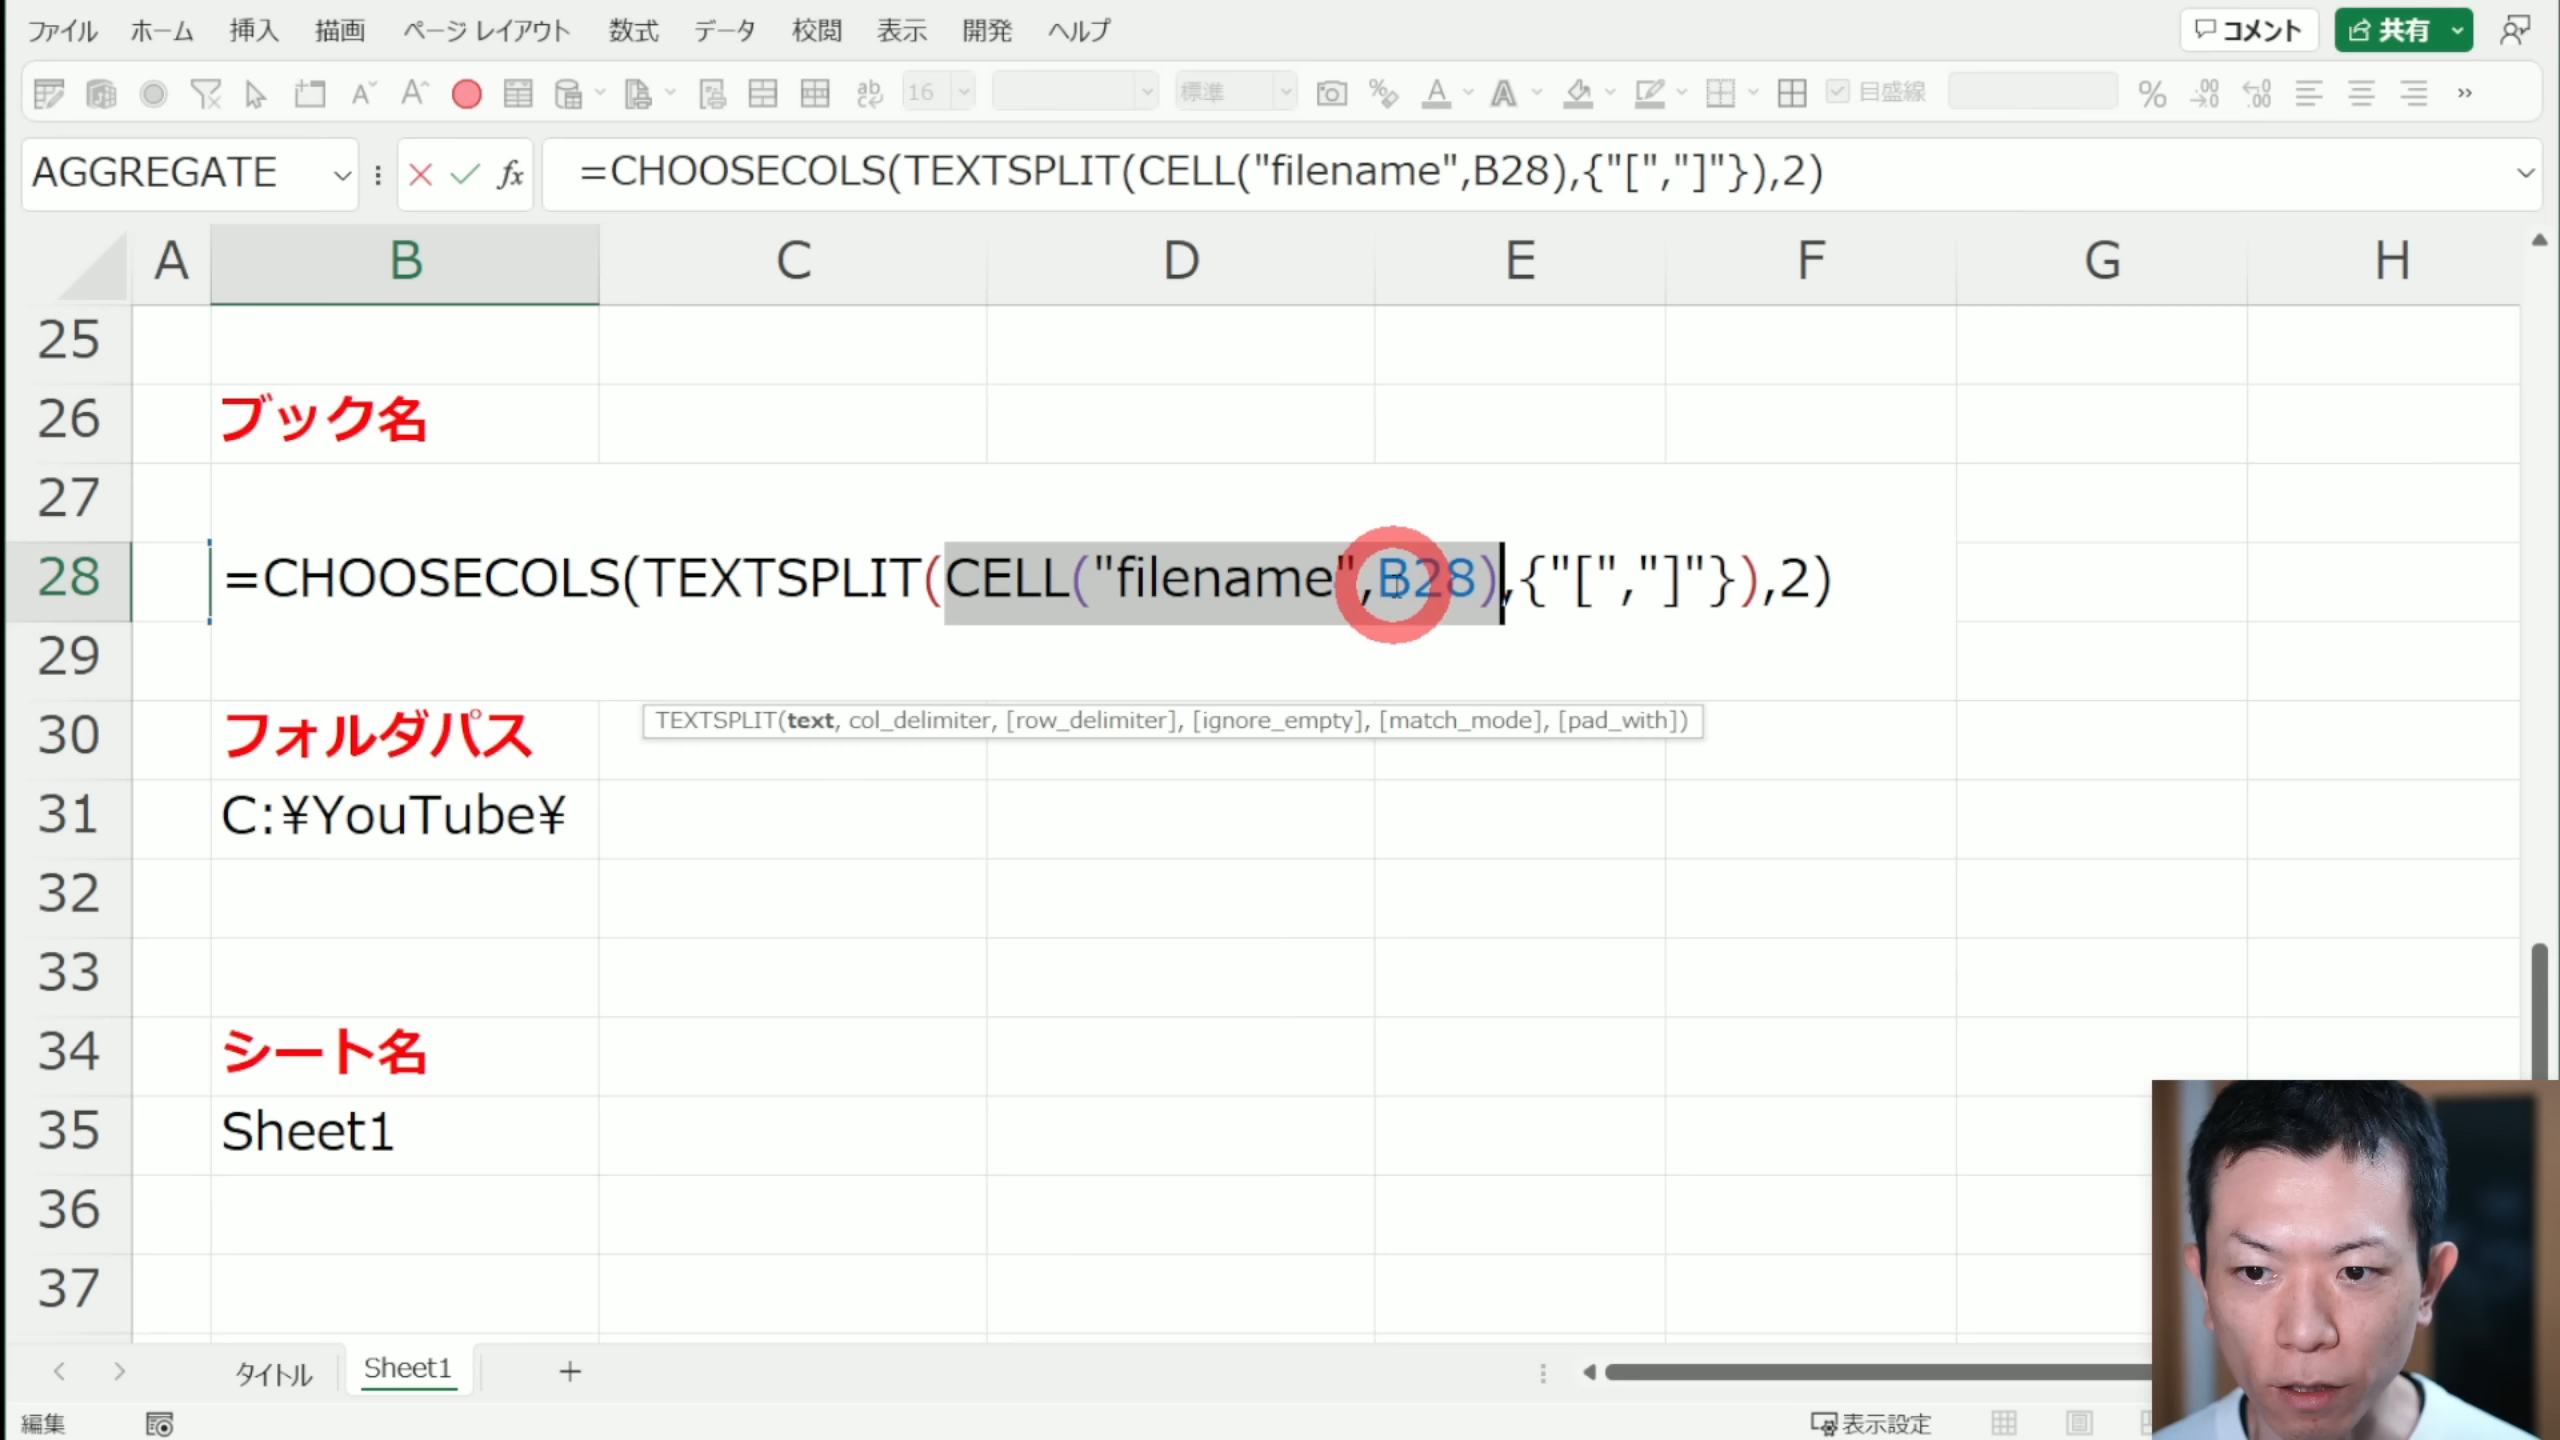 ファイル ホーム 挿入 描画 ページ レイアウト 数式 データ 校閲 表示 開発 ヘルプ コメント 共有
16 標準 目盛線
AGGREGATE fx =CHOOSECOLS(TEXTSPLIT(CELL("filename",B28),{"[","]"}),2)
A B C D E F G H
25
26 ブック名
27
28 =CHOOSECOLS(TEXTSPLIT(CELL("filename",B28),{"[","]"}),2)
29
TEXTSPLIT(text, col_delimiter, [row_delimiter], [ignore_empty], [match_mode], [pad_with])
30 フォルダパス
31 C:¥YouTube¥
32
33
34 シート名
35 Sheet1
36
37
タイトル Sheet1
編集 表示設定